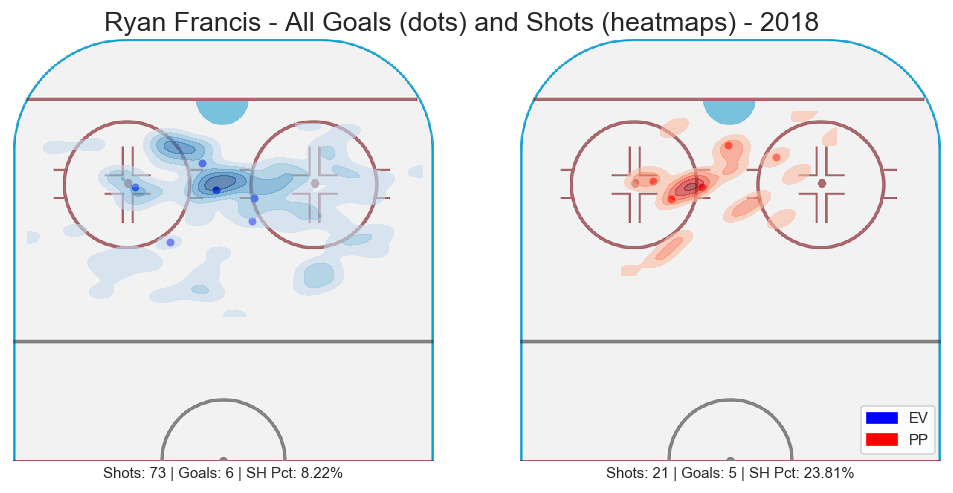 Ryan Francis - All Goals (dots) and Shots (heatmaps) - 2018
EV
PP
Shots: 73 | Goals: 6 | SH Pct: 8.22%
Shots: 21 | Goals: 5 | SH Pct: 23.81%